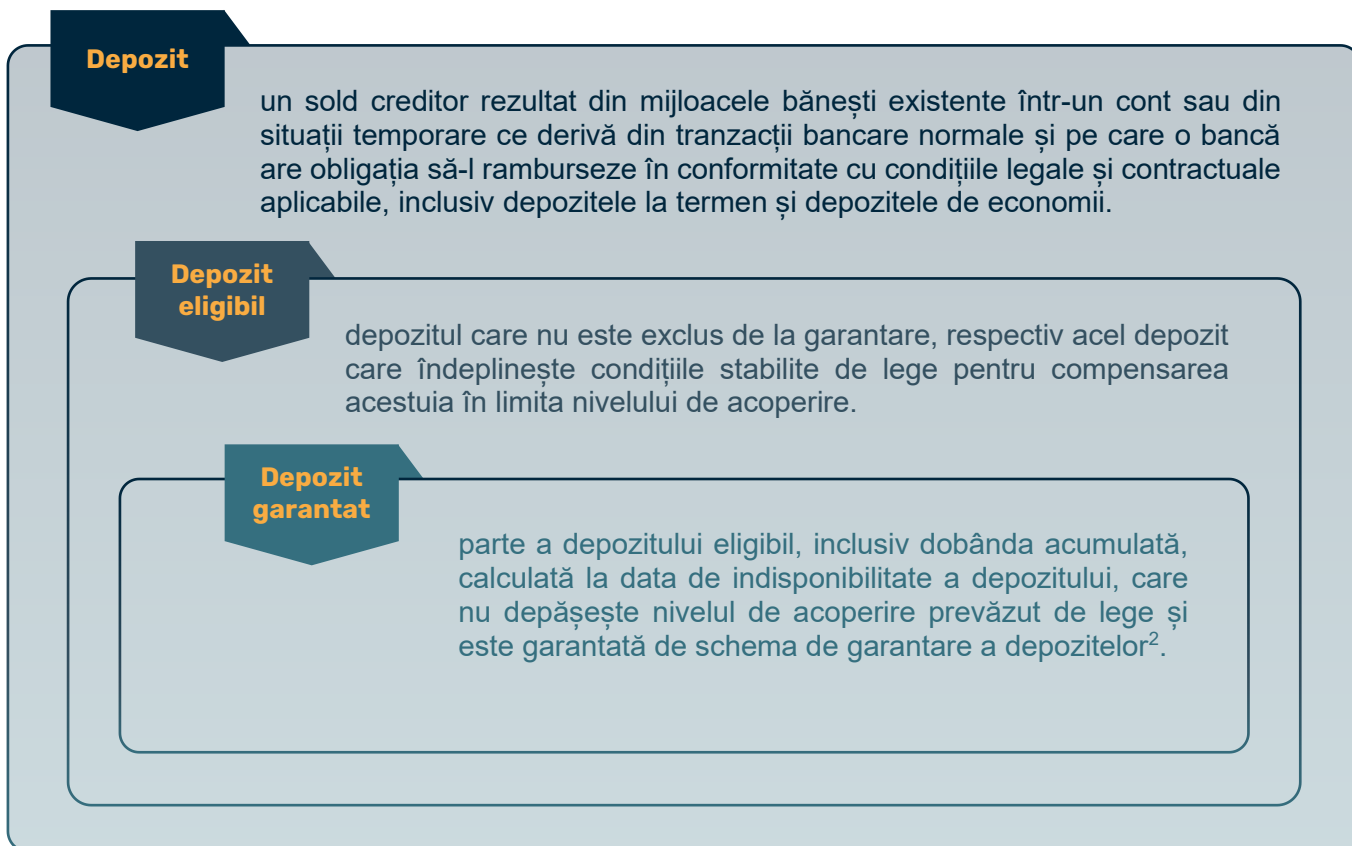 Depozit
un sold creditor rezultat din mijloacele bănești existente într-un cont sau din
situații temporare ce derivă din tranzacții bancare normale și pe care o bancă
are obligația să-l ramburseze în conformitate cu condițiile legale și contractuale
aplicabile, inclusiv depozitele la termen și depozitele de economii.
Depozit
eligibil
depozitul care nu este exclus de la garantare, respectiv acel depozit
care îndeplinește condițiile stabilite de lege pentru compensarea
acestuia în limita nivelului de acoperire.
Depozit
garantat
parte a depozitului eligibil, inclusiv dobânda acumulată,
calculată la data de indisponibilitate a depozitului, care
nu depășește nivelul de acoperire prevăzut de lege și
este garantată de schema de garantare a depozitelor².